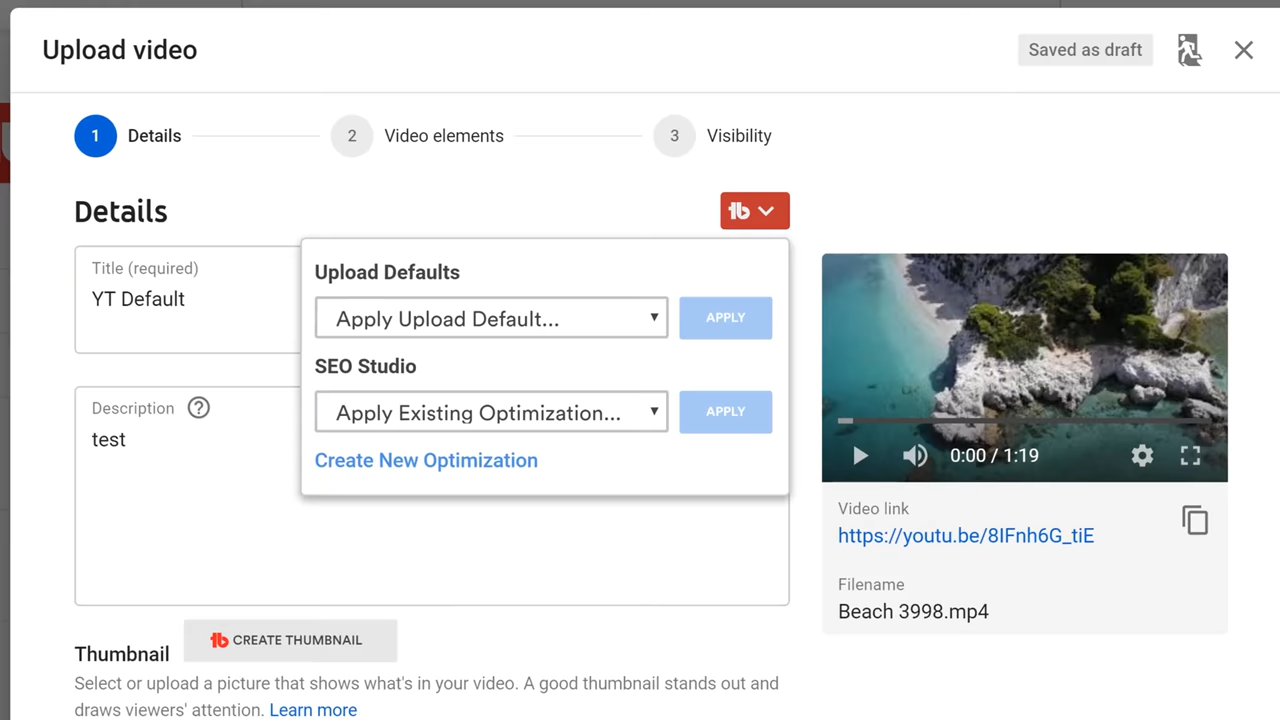 Upload video
Saved as draft
1 Details
2 Video elements
3 Visibility
Details
tb
Title (required)
YT Default
Upload Defaults
Apply Upload Default...
APPLY
SEO Studio
Apply Existing Optimization...
APPLY
Create New Optimization
Description ?
test
0:00 / 1:19
Video link
https://youtu.be/8IFnh6G_tiE
Filename
Beach 3998.mp4
Thumbnail
tb CREATE THUMBNAIL
Select or upload a picture that shows what's in your video. A good thumbnail stands out and
draws viewers' attention. Learn more